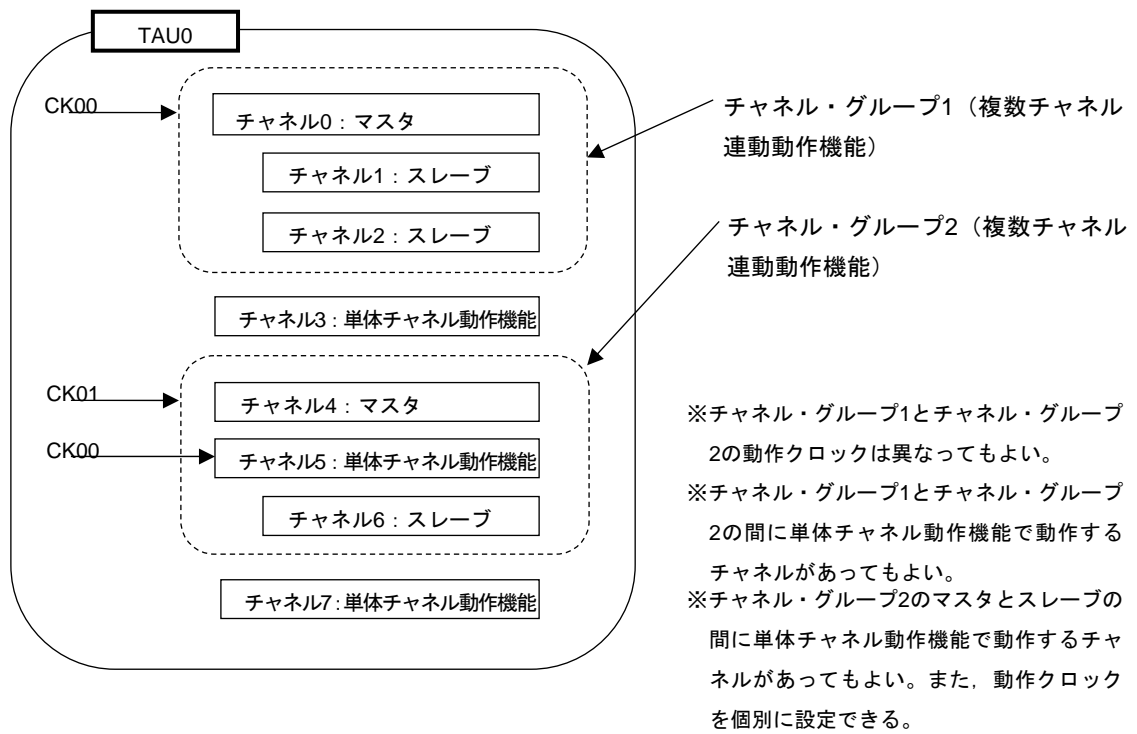 TAU0
CK00
チャネル0：マスタ
チャネル1：スレーブ
チャネル2：スレーブ
チャネル3：単体チャネル動作機能
CK01
チャネル4：マスタ
CK00
チャネル5：単体チャネル動作機能
チャネル6：スレーブ
チャネル7：単体チャネル動作機能
チャネル・グループ1（複数チャネル
連動動作機能）
チャネル・グループ2（複数チャネル
連動動作機能）
※チャネル・グループ1とチャネル・グループ
2の動作クロックは異なってもよい。
※チャネル・グループ1とチャネル・グループ
2の間に単体チャネル動作機能で動作する
チャネルがあってもよい。
※チャネル・グループ2のマスタとスレーブの
間に単体チャネル動作機能で動作するチャ
ネルがあってもよい。また，動作クロック
を個別に設定できる。